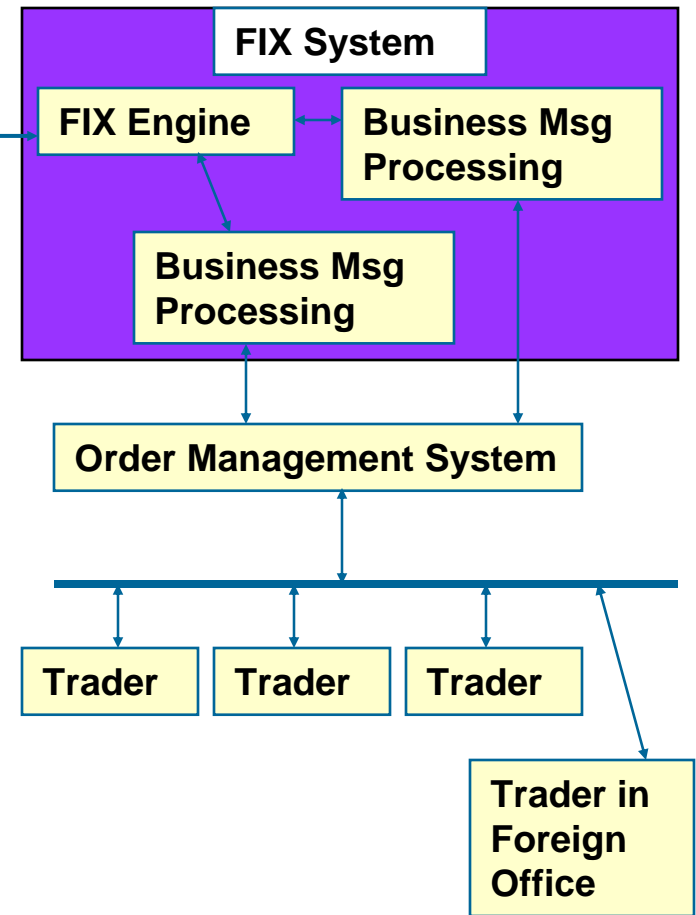 FIX System
FIX Engine
Business Msg
Processing
Business Msg
Processing
Order Management System
Trader
Trader
Trader
Trader in
Foreign
Office